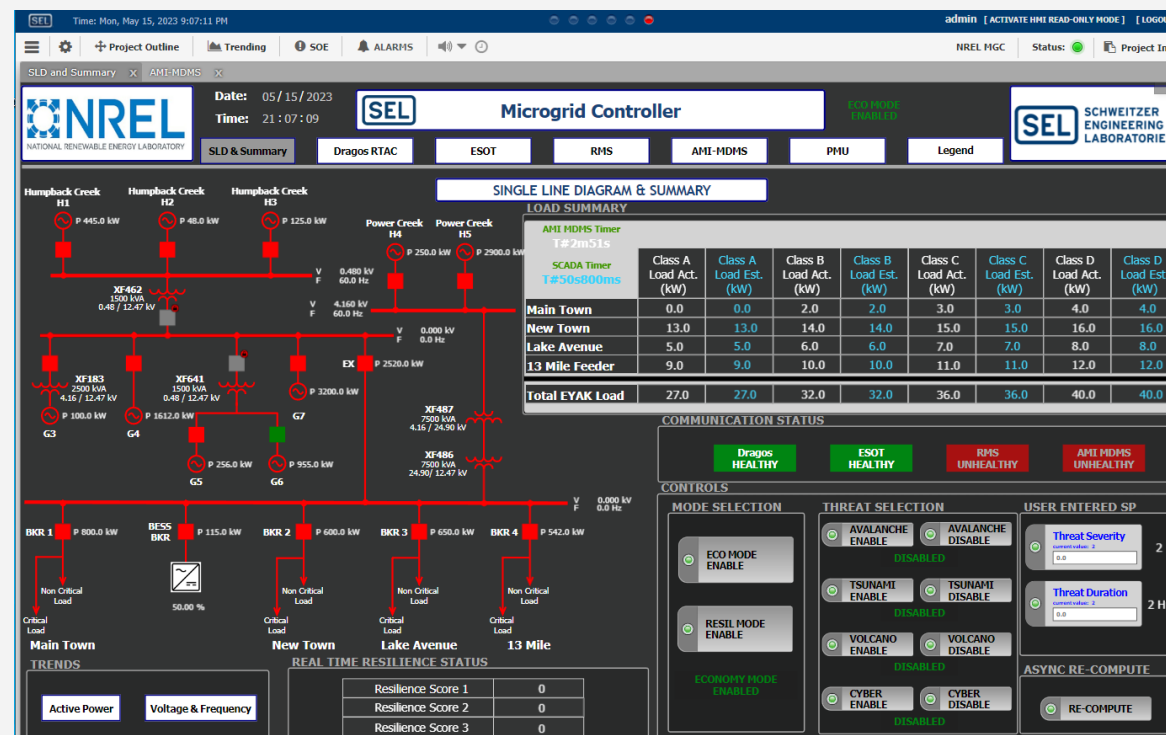 SEL Time: Mon, May 15, 2023 9:07:11 PM admin [ ACTIVATE HMI READ-ONLY MODE ] [ LOGOU
Project Outline Trending SOE ALARMS NREL MGC Status: Project In
SLD and Summary x AMI-MDMS x
NREL
NATIONAL RENEWABLE ENERGY LABORATORY
Date: 05/15/2023
Time: 21:07:09
SEL Microgrid Controller
ECO MODE
ENABLED
SEL SCHWEITZER
ENGINEERING
LABORATORIE
SLD & Summary Dragos RTAC ESOT RMS AMI-MDMS PMU Legend
SINGLE LINE DIAGRAM & SUMMARY
Humpback Creek Humpback Creek Humpback Creek
H1 H2 H3
P 445.0 kW P 48.0 kW P 125.0 kW
Power Creek Power Creek
H4 H5
P 250.0 kW P 2900.0 kW
V 0.480 kV
F 60.0 Hz
XF462
1500 kVA
0.48 / 12.47 kV
V 4.160 kV
F 60.0 Hz
V 0.000 kV
F 0.0 Hz
EX P 2520.0 kW
XF183
2500 kVA
4.16 / 12.47 kV
XF641
1500 kVA
0.48 / 12.47 kV
P 3200.0 kW
G7
P 100.0 kW
G3
P 1612.0 kW
G4
XF487
7500 kVA
4.16 / 24.90 kV
XF486
7500 kVA
24.90/ 12.47 kV
P 256.0 kW
G5
P 955.0 kW
G6
V 0.000 kV
F 0.0 Hz
BKR 1 P 800.0 kW
BESS
BKR
P 115.0 kW
BKR 2 P 600.0 kW
BKR 3 P 650.0 kW
BKR 4 P 542.0 kW
50.00 %
Non Critical
Load
Non Critical
Load
Non Critical
Load
Non Critical
Load
Critical
Load
Critical
Load
Critical
Load
Critical
Load
Main Town New Town Lake Avenue 13 Mile
LOAD SUMMARY
AMI MDMS Timer
T#2m51s
SCADA Timer
T#50s800ms
Class A Class A Class B Class B Class C Class C Class D Class D
Load Act. Load Est. Load Act. Load Est. Load Act. Load Est. Load Act. Load Est
(kW) (kW) (kW) (kW) (kW) (kW) (kW) (kW)
Main Town 0.0 0.0 2.0 2.0 3.0 3.0 4.0 4.0
New Town 13.0 13.0 14.0 14.0 15.0 15.0 16.0 16.0
Lake Avenue 5.0 5.0 6.0 6.0 7.0 7.0 8.0 8.0
13 Mile Feeder 9.0 9.0 10.0 10.0 11.0 11.0 12.0 12.0
Total EYAK Load 27.0 27.0 32.0 32.0 36.0 36.0 40.0 40.0
COMMUNICATION STATUS
Dragos
HEALTHY
ESOT
HEALTHY
RMS
UNHEALTHY
AMI MDMS
UNHEALTHY
CONTROLS
MODE SELECTION
ECO MODE
ENABLE
RESIL MODE
ENABLE
ECONOMY MODE
ENABLED
THREAT SELECTION
AVALANCHE
ENABLE
AVALANCHE
DISABLE
DISABLED
TSUNAMI
ENABLE
TSUNAMI
DISABLE
DISABLED
VOLCANO
ENABLE
VOLCANO
DISABLE
DISABLED
CYBER
ENABLE
CYBER
DISABLE
DISABLED
USER ENTERED SP
Threat Severity
current value: 2
0.0
2
Threat Duration
current value: 2
0.0
2 H
ASYNC RE-COMPUTE
RE-COMPUTE
TRENDS
Active Power Voltage & Frequency
REAL TIME RESILIENCE STATUS
Resilience Score 1 0
Resilience Score 2 0
Resilience Score 3 0